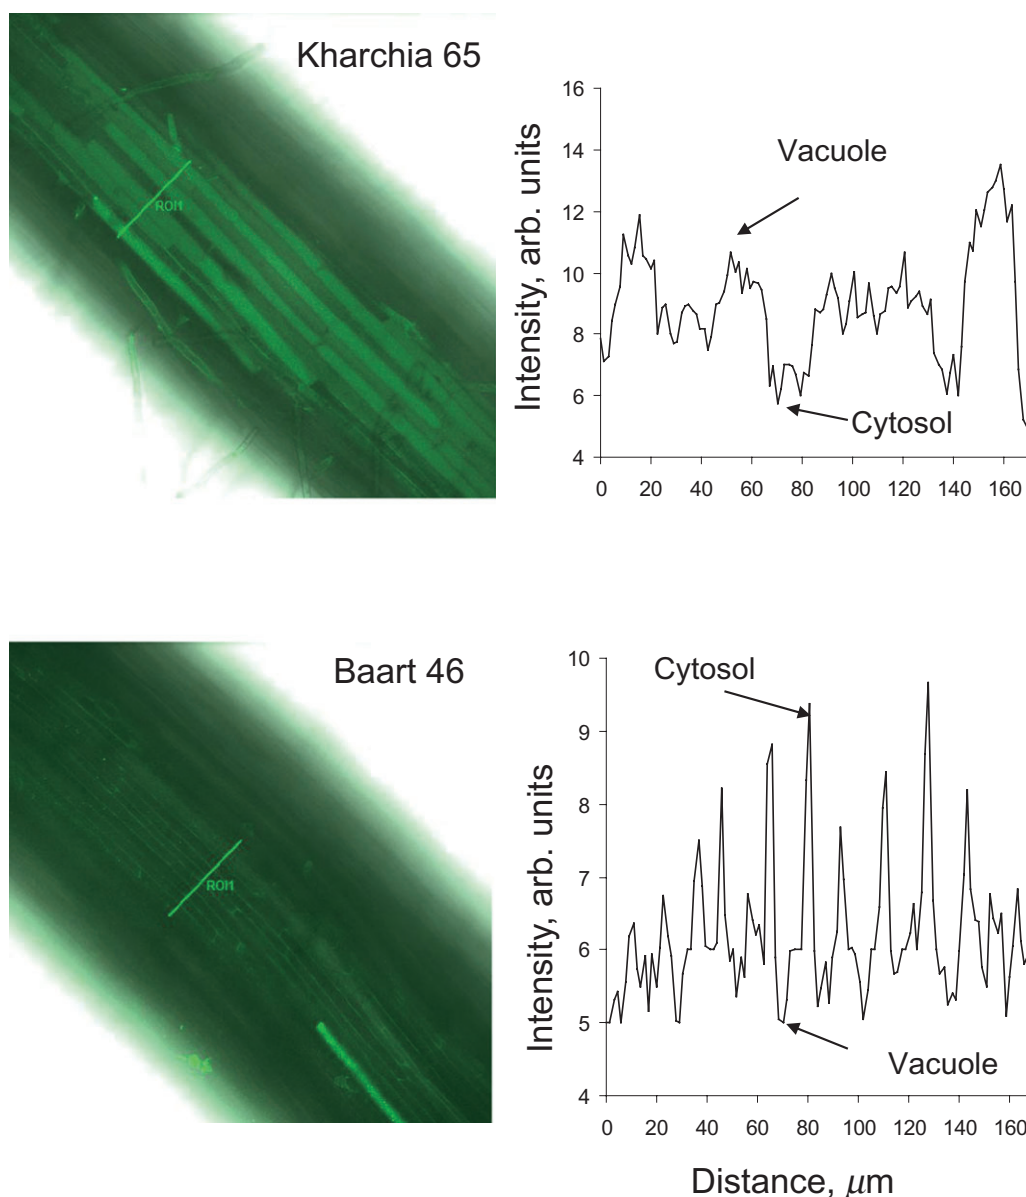 Kharchia 65
ROI1
16
14
12
10
8
6
4
0 20 40 60 80 100 120 140 160
Intensity, arb. units
Vacuole
Cytosol
Baart 46
ROI1
10
9
8
7
6
5
4
0 20 40 60 80 100 120 140 160
Intensity, arb. units
Cytosol
Vacuole
Distance, μm